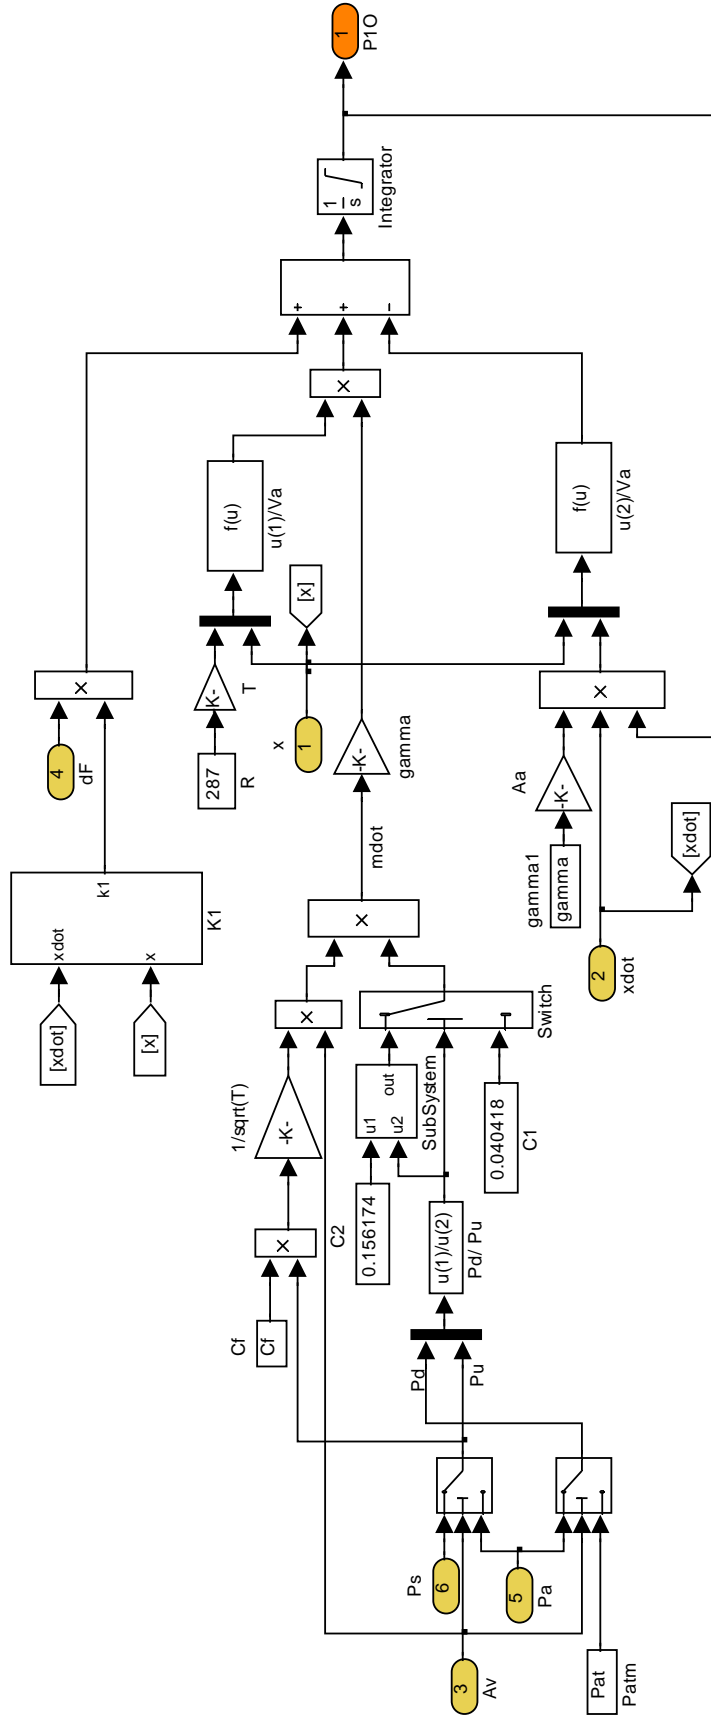 [xdot]
[x]
xdot
x
k1
K1
4
dF
×
Cf
Cf
×
1/sqrt(T)
-K-
×
287
R
K-
T
f(u)
u(1)/Va
x
1
[x]
+
+
-
1
s
Integrator
1
P1O
×
C2
0.156174
u1
u2
out
SubSystem
0.040418
C1
Switch
×
mdot
-K-
gamma
Ps
6
5
Pa
3
Av
Pat
Patm
Pd
Pu
u(1)/u(2)
Pd/ Pu
gamma1
gamma
Aa
-K-
2
xdot
[xdot]
×
f(u)
u(2)/Va